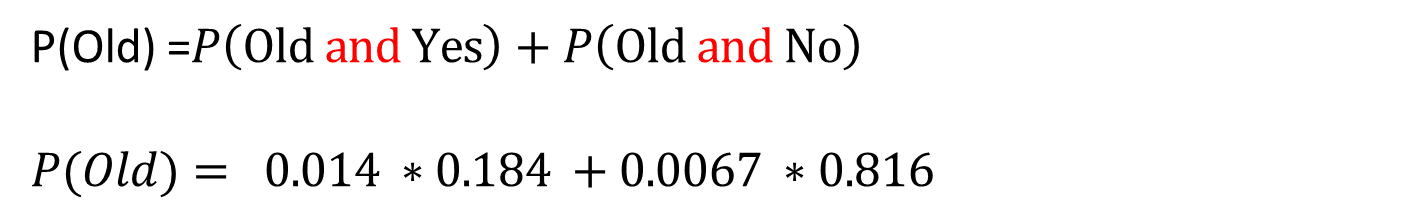 P(Old) =P(Old and Yes) + P(Old and No)
P(Old) = 0.014 * 0.184 + 0.0067 * 0.816